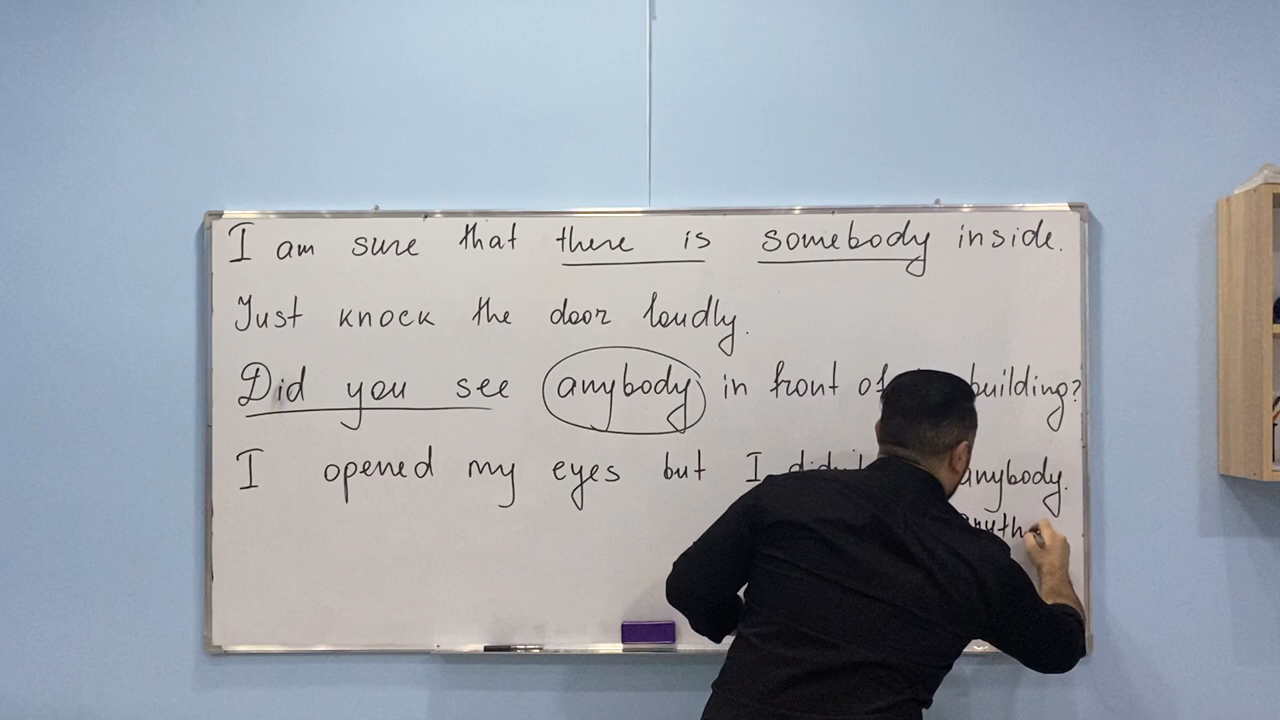 I am sure that there is somebody inside.
Just knock the door loudly.
Did you see anybody in front of building?
I opened my eyes but I anybody.